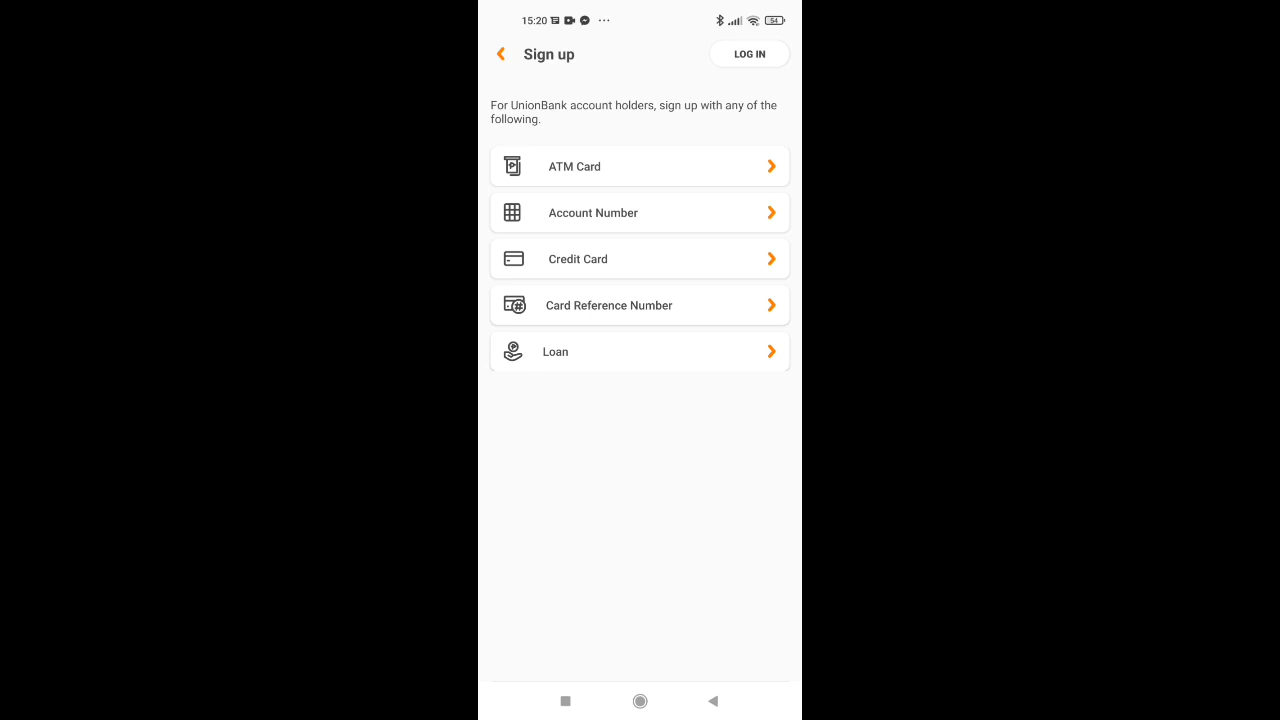 15:20
54
Sign up
LOG IN
For UnionBank account holders, sign up with any of the
following.
ATM Card
Account Number
Credit Card
Card Reference Number
Loan